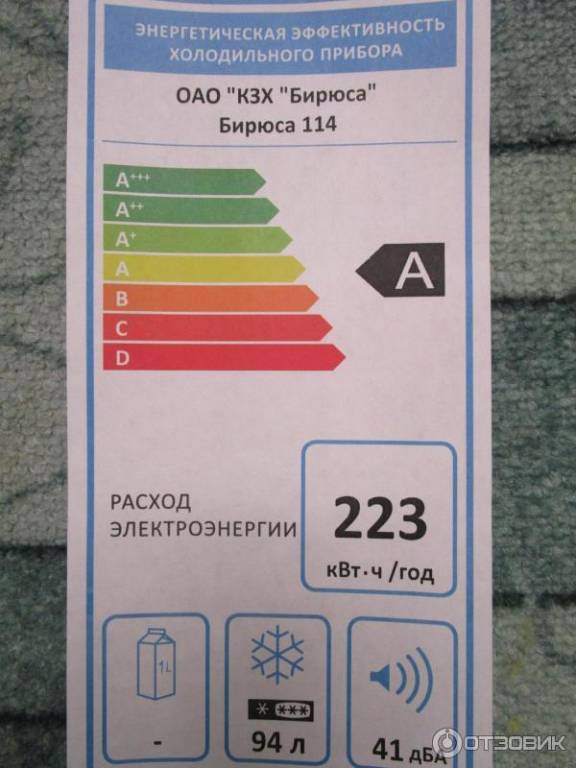 ЭНЕРГЕТИЧЕСКАЯ ЭФФЕКТИВНОСТЬ
ХОЛОДИЛЬНОГО ПРИБОРА
ОАО "КЗХ "Бирюса"
Бирюса 114
A+++
A++
A+
A
B
C
D
A
РАСХОД
ЭЛЕКТРОЭНЕРГИИ
223
кВт·ч /год
1L
-
94 л
41 дБА
ОТЗОВИК